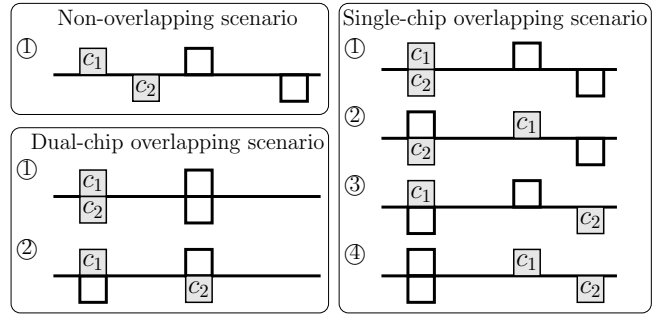 Non-overlapping scenario
①
c₁
c₂
Dual-chip overlapping scenario
①
c₁
c₂
②
c₁
c₂
Single-chip overlapping scenario
①
c₁
c₂
②
c₁
c₂
③
c₁
c₂
④
c₁
c₂